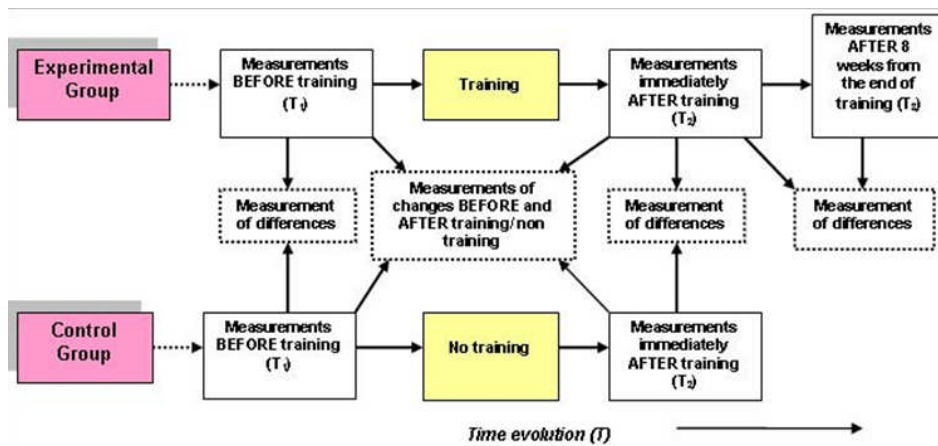 Experimental
Group
Measurements
BEFORE training
(T₁)
Training
Measurements
immediately
AFTER training
(T₂)
Measurements
AFTER 8
weeks from
the end of
training (T₂)
Measurement
of differences
Measurements of
changes BEFORE and
AFTER training/non
training
Measurement
of differences
Measurement
of differences
Control
Group
Measurements
BEFORE training
(T₁)
No training
Measurements
immediately
AFTER training
(T₂)
Time evolution (T)